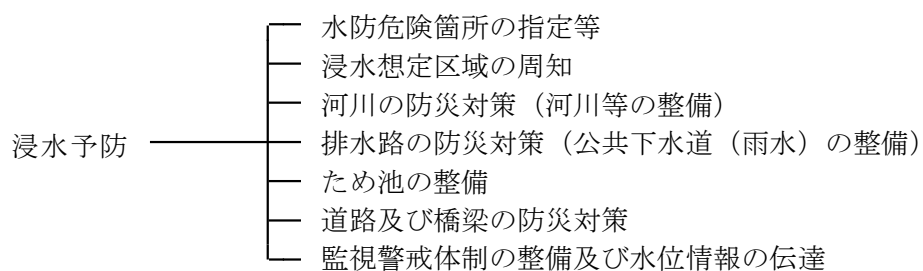 水防危険箇所の指定等
浸水想定区域の周知
河川の防災対策（河川等の整備）
浸水予防
排水路の防災対策（公共下水道（雨水）の整備）
ため池の整備
道路及び橋梁の防災対策
監視警戒体制の整備及び水位情報の伝達